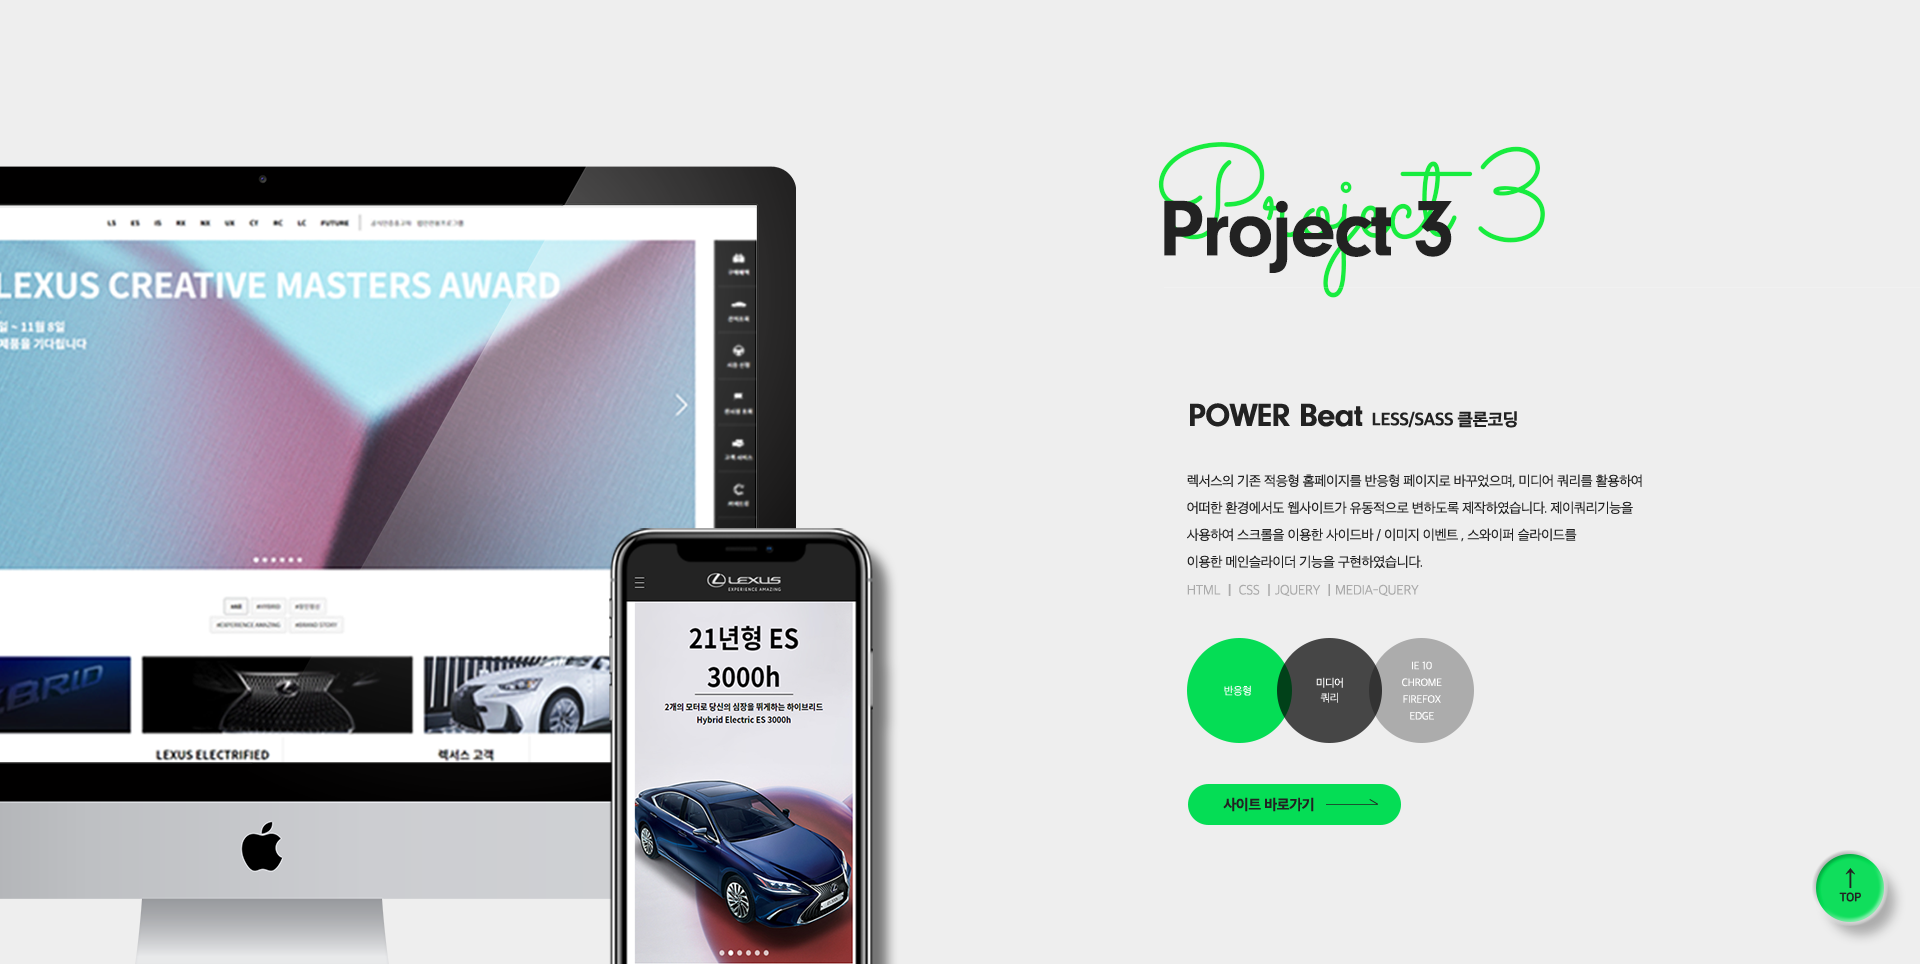 LS ES IS RX NX UX CT RC LC FUTURE
LEXUS CREATIVE MASTERS AWARD
일 ~ 11월 8일
제품을 기다립니다
#ALL #HYBRID
#EXPERIENCE AMAZING #BRAND STORY
BRID
LEXUS ELECTRIFIED
렉서스 고객
LEXUS
EXPERIENCE AMAZING
21년형 ES
3000h
2개의 모터로 당신의 심장을 뛰게하는 하이브리드
Hybrid Electric ES 3000h
Project 3
Project 3
POWER Beat LESS/SASS 클론코딩
렉서스의 기존 적응형 홈페이지를 반응형 페이지로 바꾸었으며, 미디어 쿼리를 활용하여
어떠한 환경에서도 웹사이트가 유동적으로 변하도록 제작하였습니다. 제이쿼리기능을
사용하여 스크롤을 이용한 사이드바 / 이미지 이벤트 , 스와이퍼 슬라이드를
이용한 메인슬라이더 기능을 구현하였습니다.
HTML | CSS | JQUERY | MEDIA-QUERY
반응형
미디어
쿼리
IE 10
CHROME
FIREFOX
EDGE
사이트 바로가기
TOP